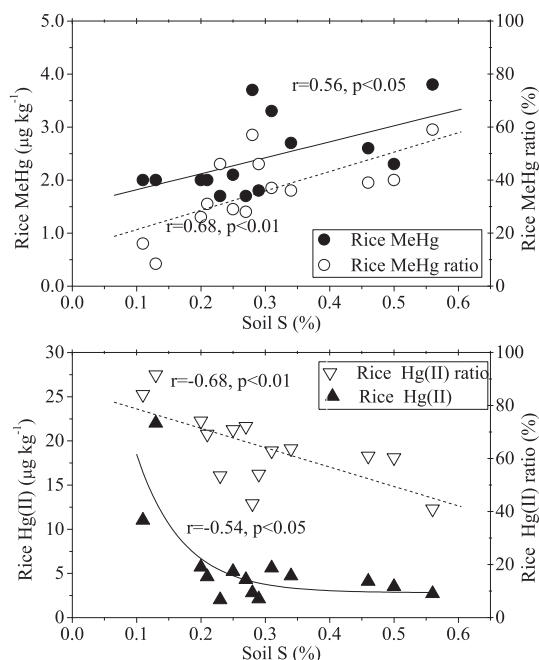 5.0
4.0
3.0
2.0
1.0
0.0
Rice MeHg (μg kg⁻¹)
100
80
60
40
20
0
Rice MeHg ratio (%)
r=0.56, p<0.05
r=0.68, p<0.01
Rice MeHg
Rice MeHg ratio
0.0 0.1 0.2 0.3 0.4 0.5 0.6
Soil S (%)
30
25
20
15
10
5
0
Rice Hg(II) (μg kg⁻¹)
100
80
60
40
20
0
Rice Hg(II) ratio (%)
Rice Hg(II) ratio
Rice Hg(II)
r=-0.68, p<0.01
r=-0.54, p<0.05
0.0 0.1 0.2 0.3 0.4 0.5 0.6
Soil S (%)